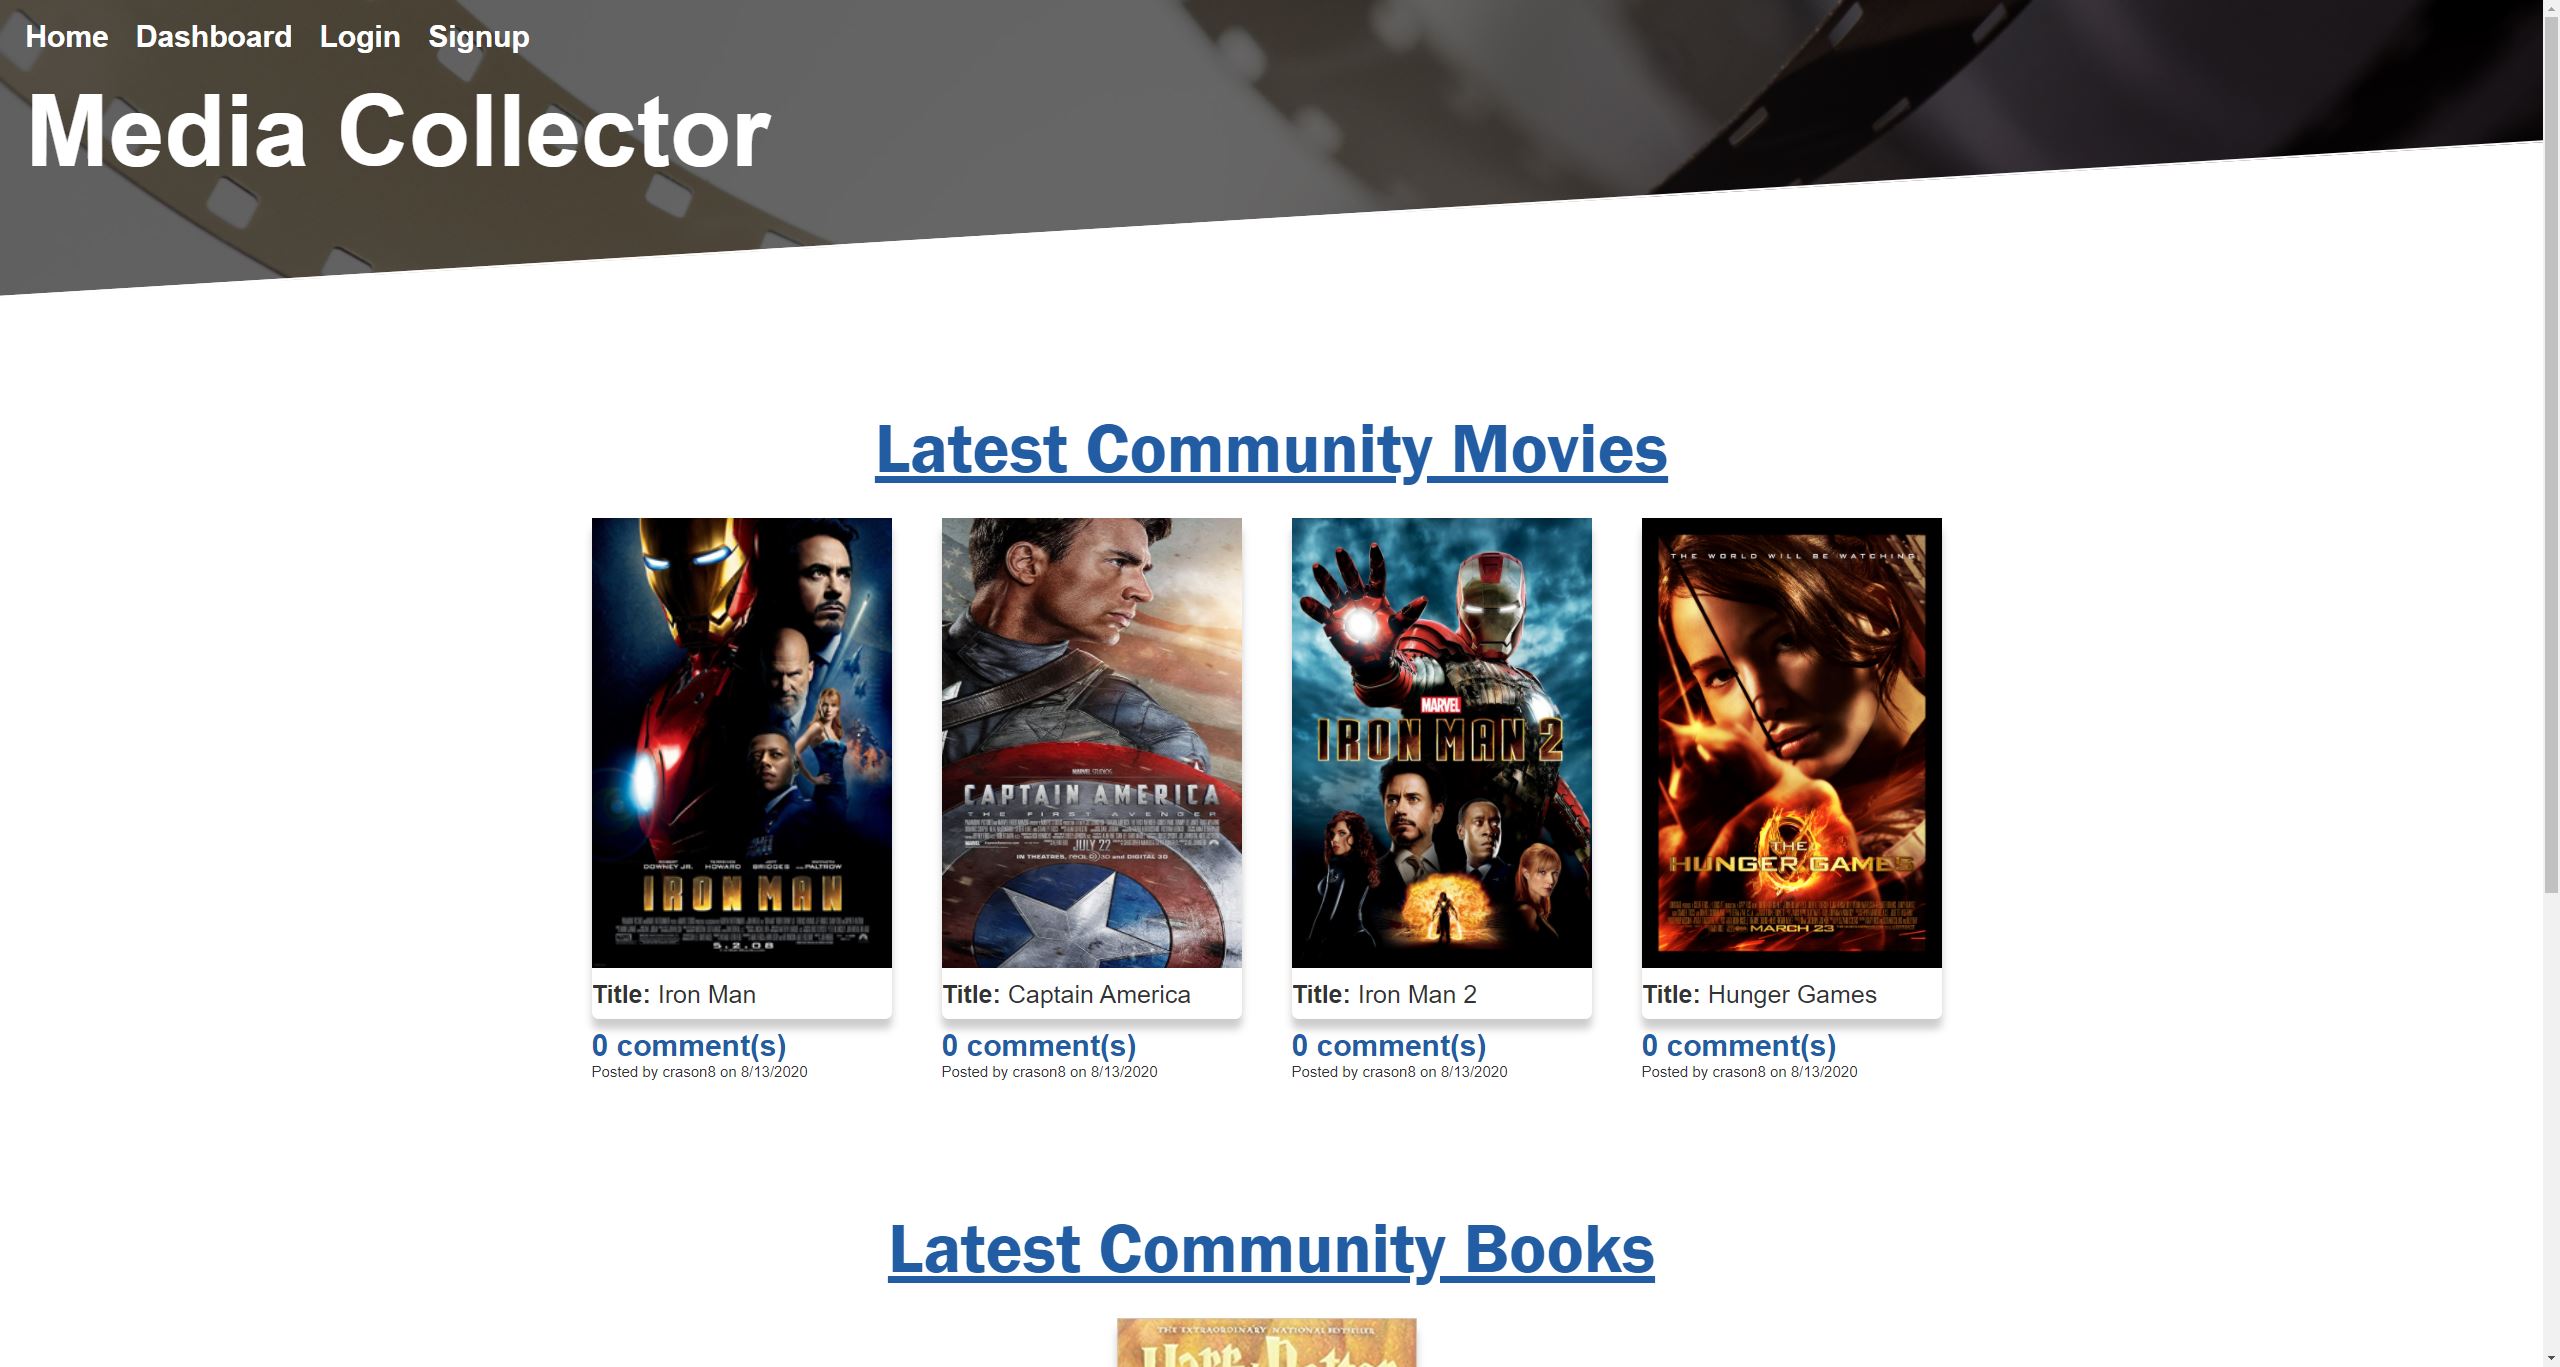 Home Dashboard Login Signup
Media Collector
Latest Community Movies
ROBERT DOWNEY JR. TERRENCE HOWARD JEFF BRIDGES GWYNETH PALTROW
IRON MAN
5.2.08
MARVEL STUDIOS
CAPTAIN AMERICA
THE FIRST AVENGER
JULY 22
IN THEATRES, REAL D 3D and DIGITAL 3D
MARVEL
IRON MAN 2
THE WORLD WILL BE WATCHING
THE
HUNGER GAMES
MARCH 23
Title: Iron Man
Title: Captain America
Title: Iron Man 2
Title: Hunger Games
0 comment(s)
0 comment(s)
0 comment(s)
0 comment(s)
Posted by crason8 on 8/13/2020
Posted by crason8 on 8/13/2020
Posted by crason8 on 8/13/2020
Posted by crason8 on 8/13/2020
Latest Community Books
THE EXTRAORDINARY NATIONAL BESTSELLER
Harry Potter